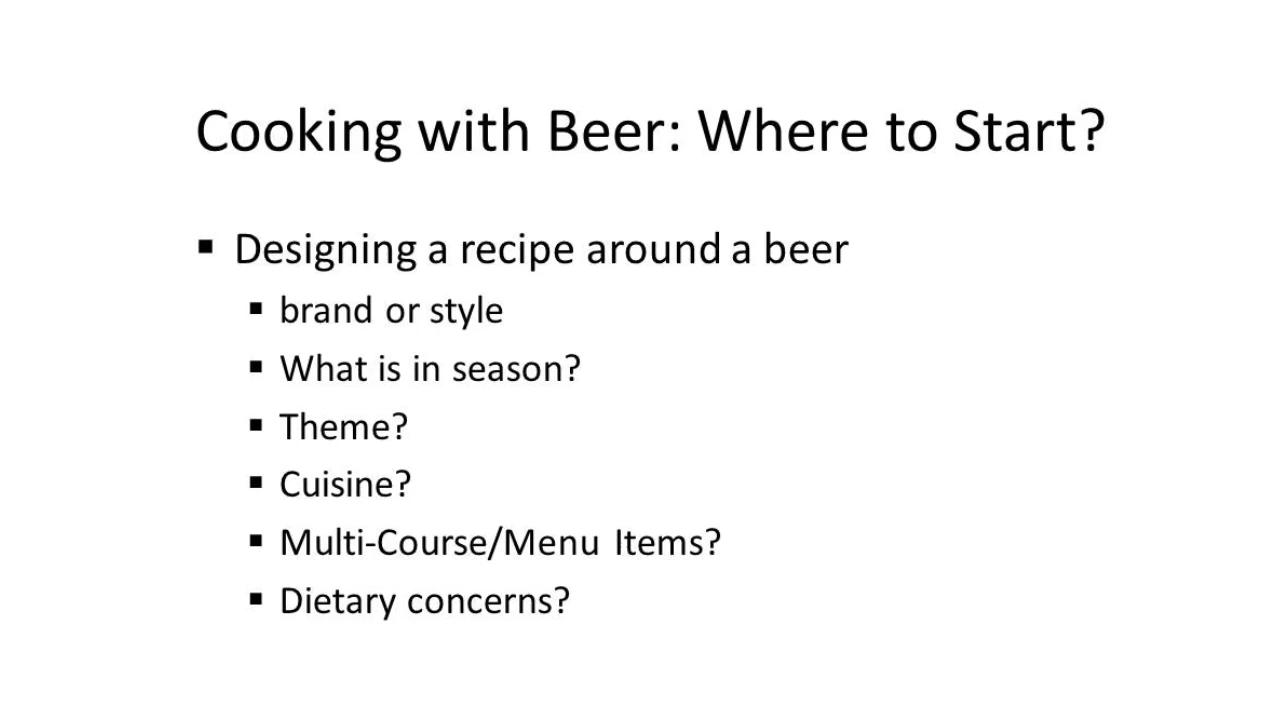 Cooking with Beer: Where to Start?
▪ Designing a recipe around a beer
▪ brand or style
▪ What is in season?
▪ Theme?
▪ Cuisine?
▪ Multi-Course/Menu Items?
▪ Dietary concerns?